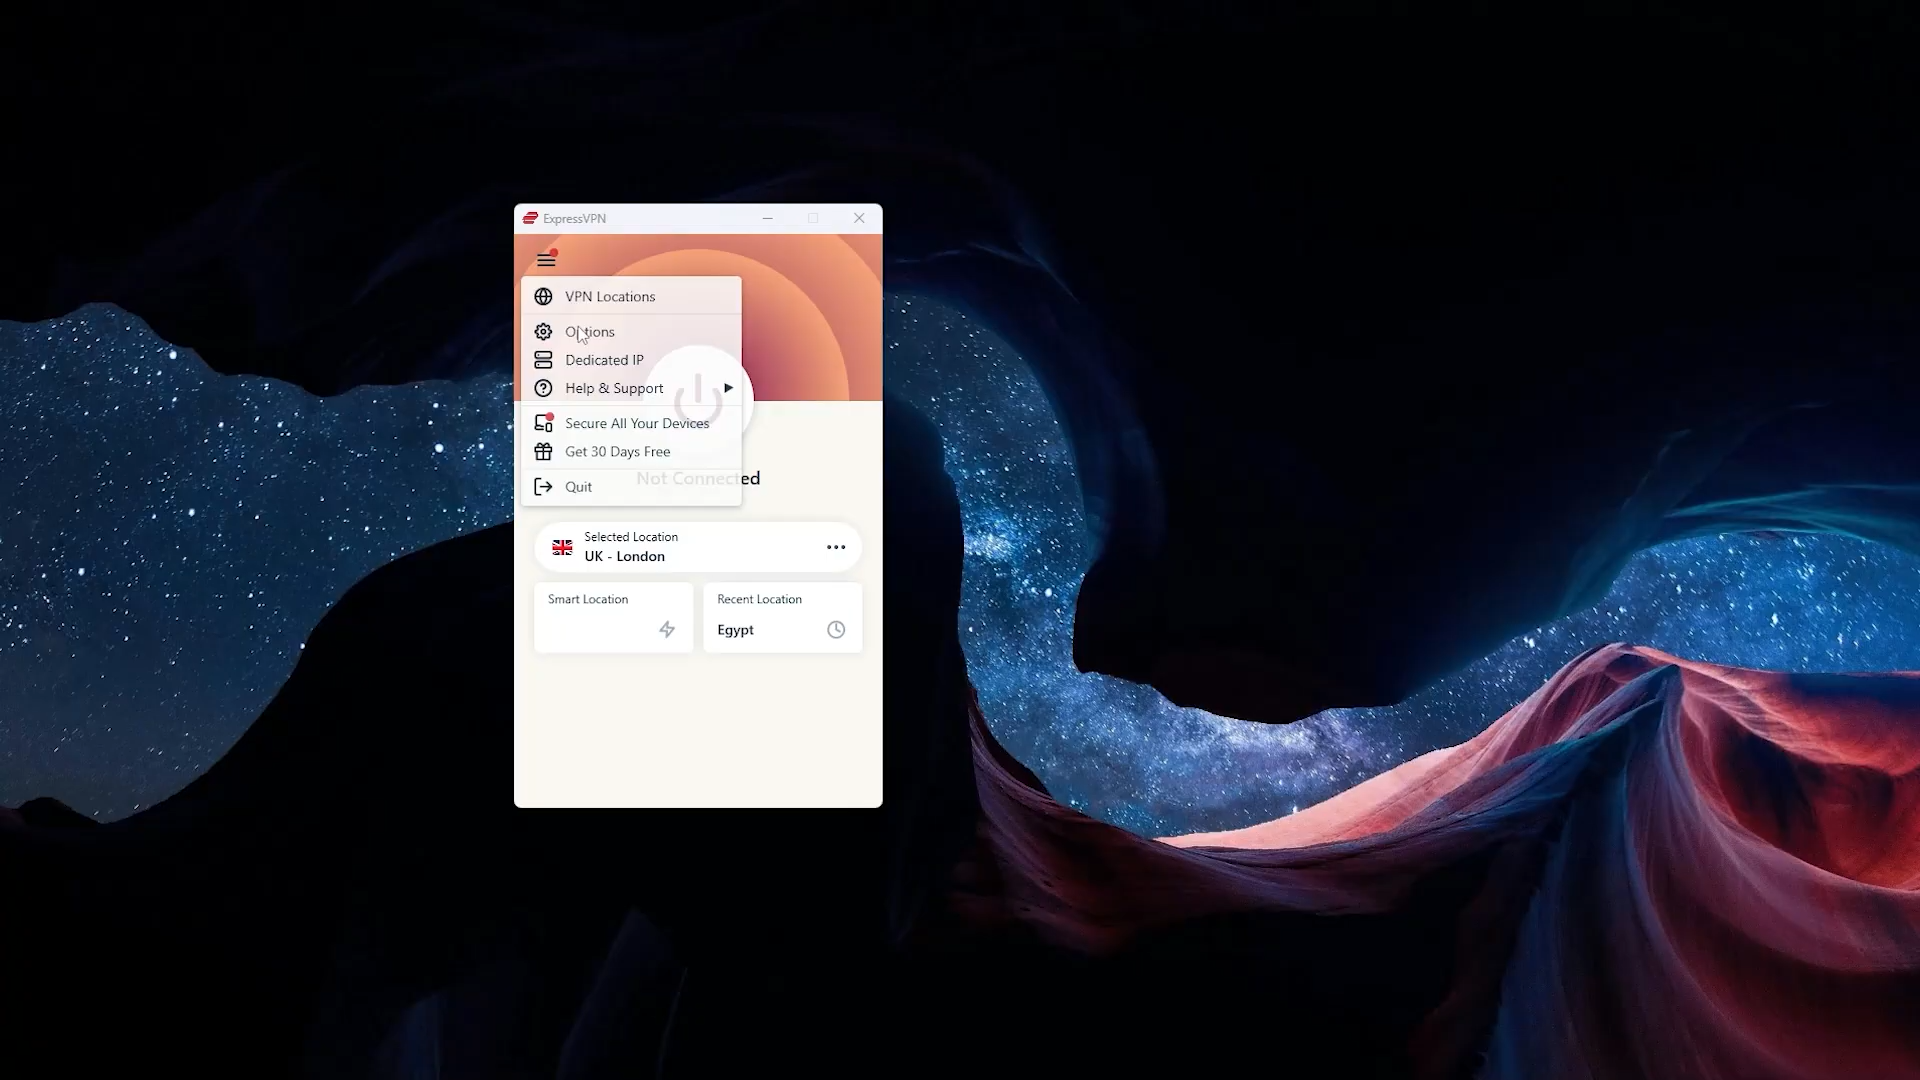 ExpressVPN
VPN Locations
Options
Dedicated IP
Help & Support
Secure All Your Devices
Get 30 Days Free
Not Connected
Quit
Selected Location
UK - London
Smart Location
Recent Location
Egypt